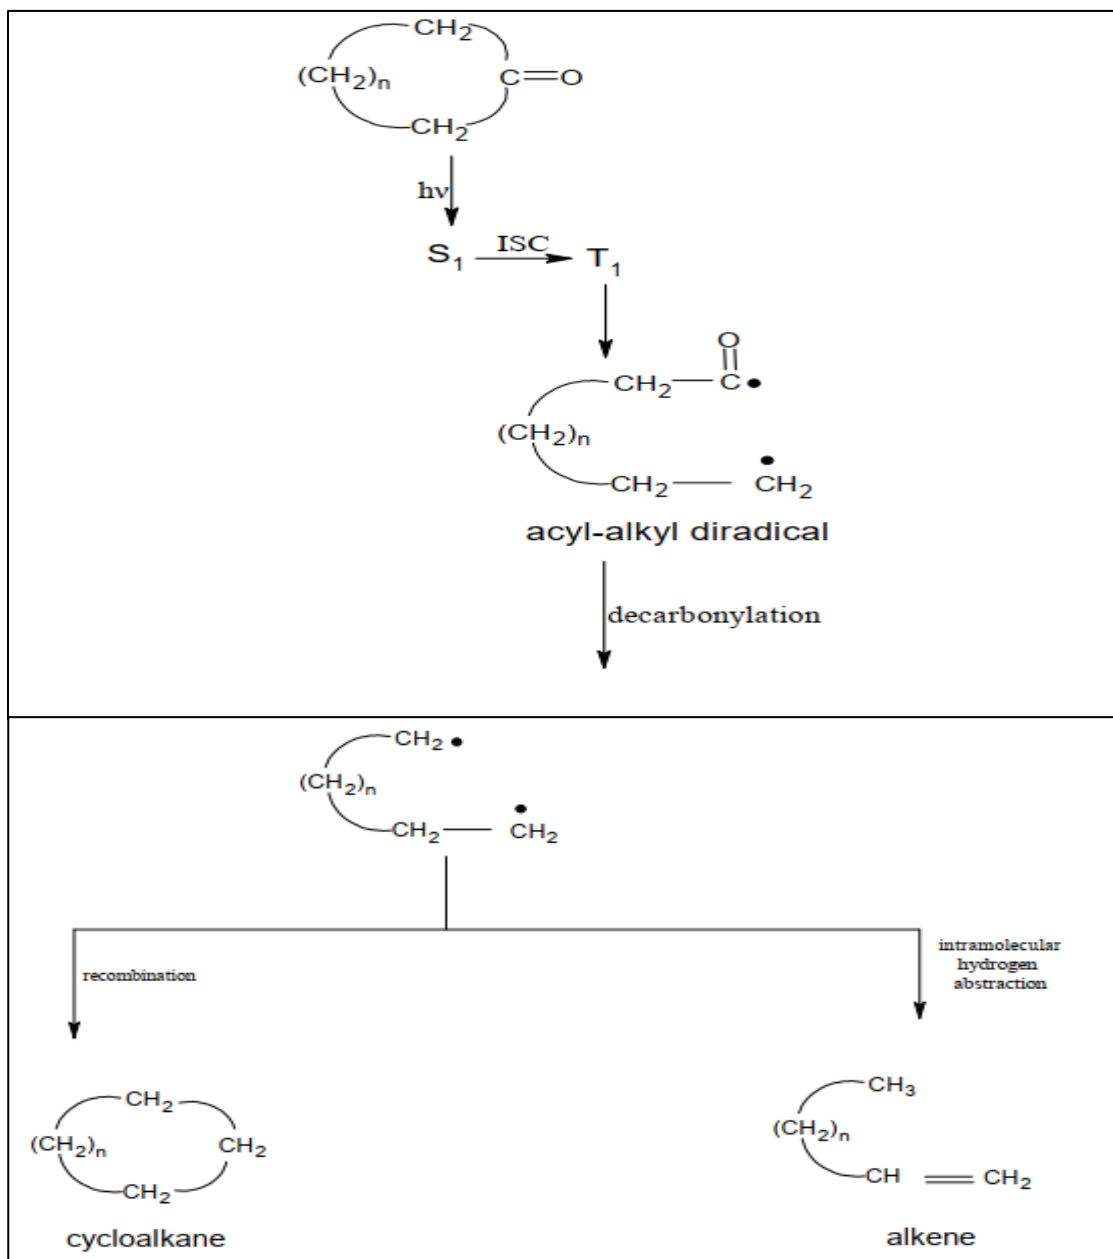 CH₂
(CH₂)ₙ
C=O
CH₂
hν
S₁ ISC T₁
O
CH₂—C•
(CH₂)ₙ
•
CH₂—CH₂
acyl-alkyl diradical
decarbonylation
CH₂•
(CH₂)ₙ
•
CH₂—CH₂
recombination
intramolecular
hydrogen
abstraction
CH₂
(CH₂)ₙ CH₂
CH₂
cycloalkane
CH₃
(CH₂)ₙ
CH=CH₂
alkene